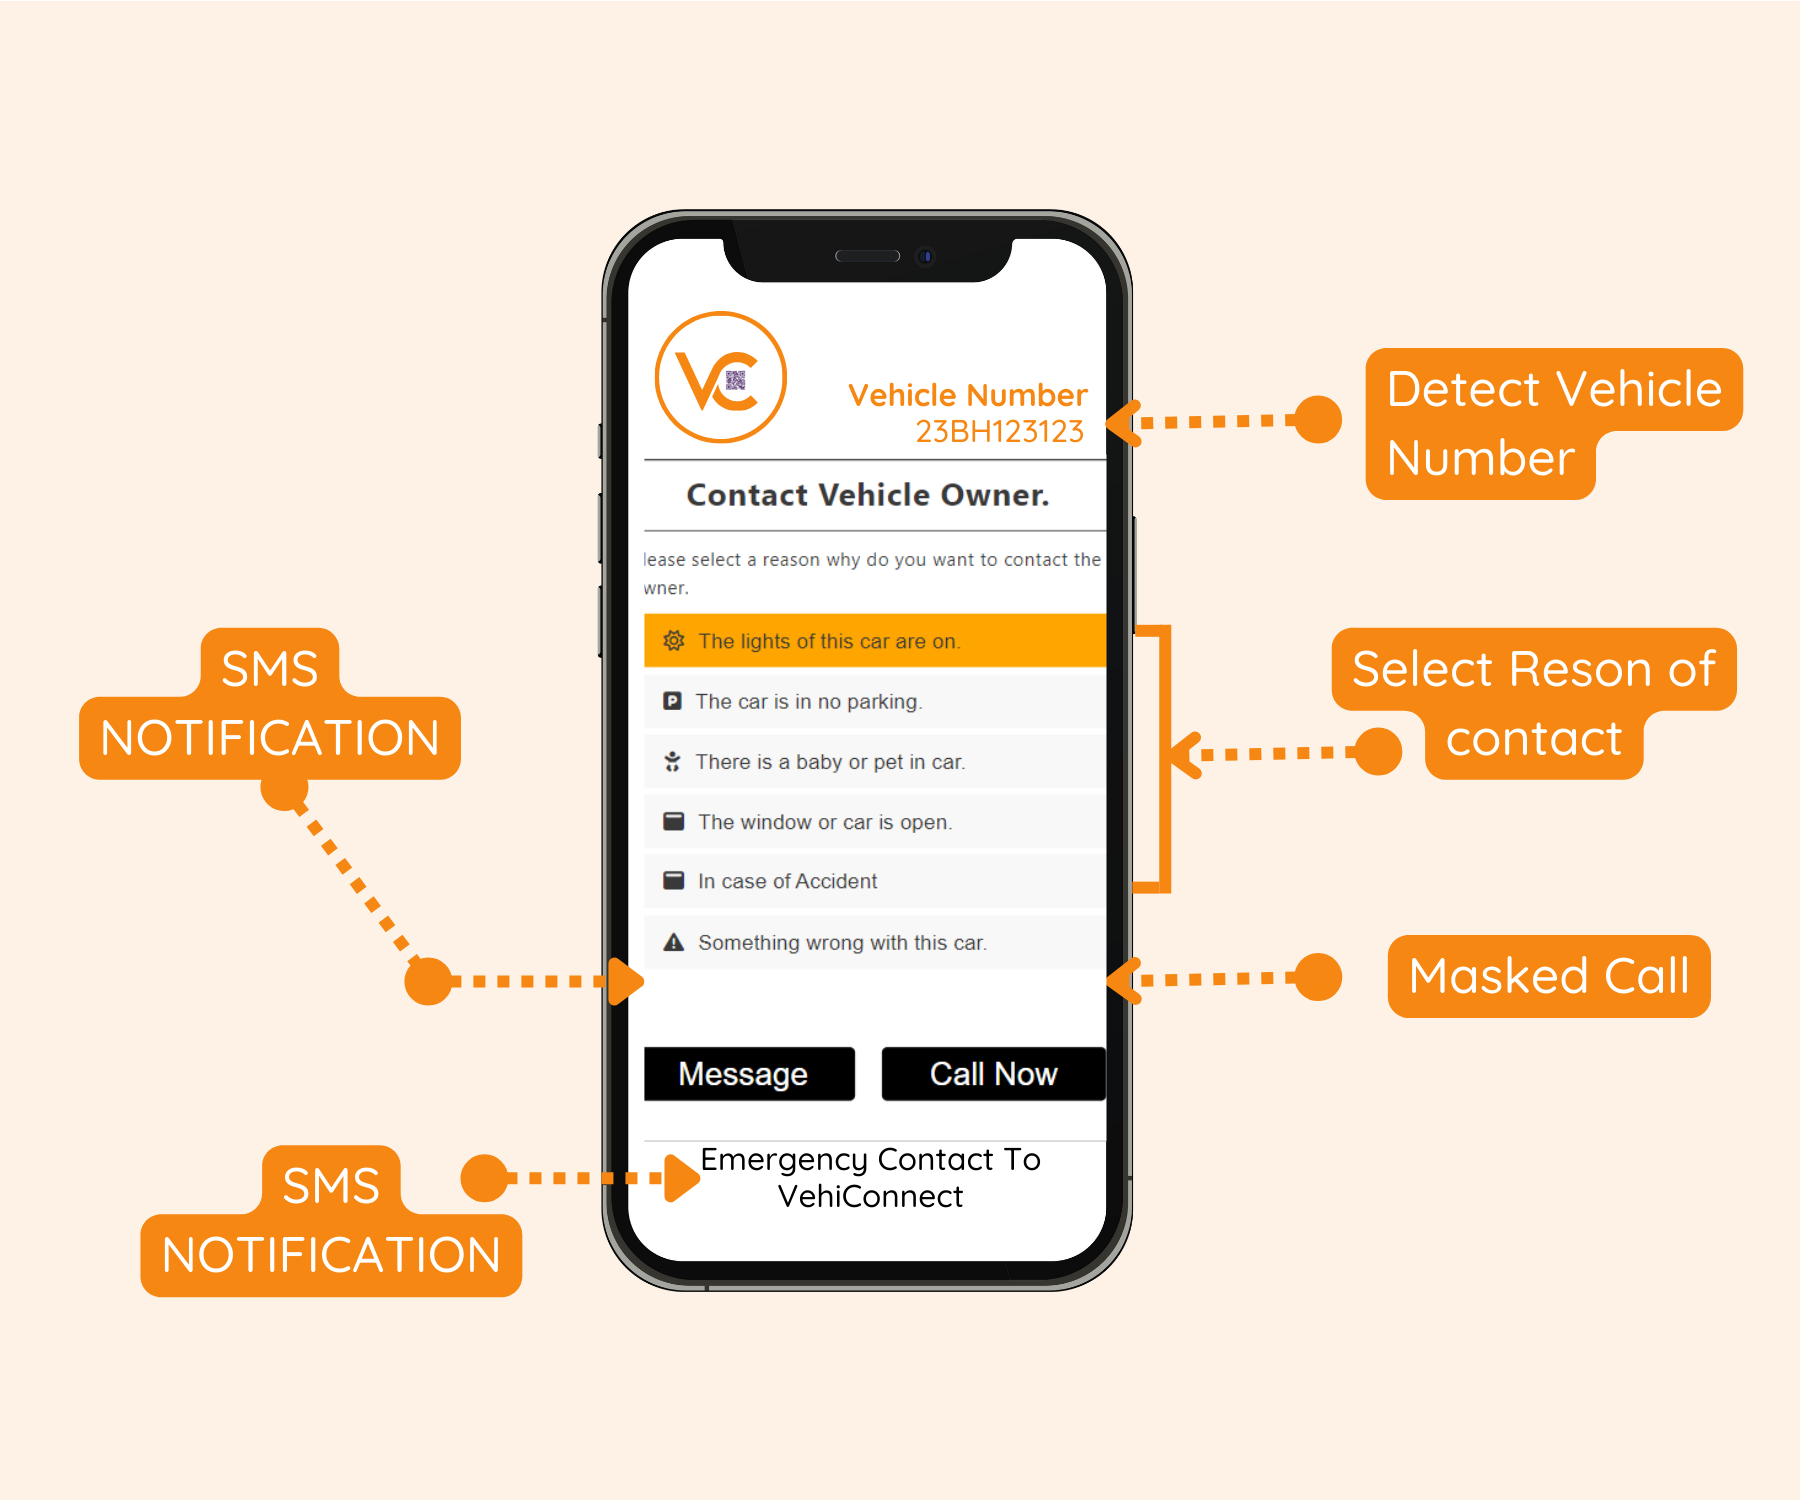 VC
Vehicle Number
23BH123123
Contact Vehicle Owner.
lease select a reason why do you want to contact the
wner.
The lights of this car are on.
The car is in no parking.
There is a baby or pet in car.
The window or car is open.
In case of Accident
Something wrong with this car.
Message
Call Now
Emergency Contact To
VehiConnect
SMS
NOTIFICATION
SMS
NOTIFICATION
Detect Vehicle
Number
Select Reson of
contact
Masked Call